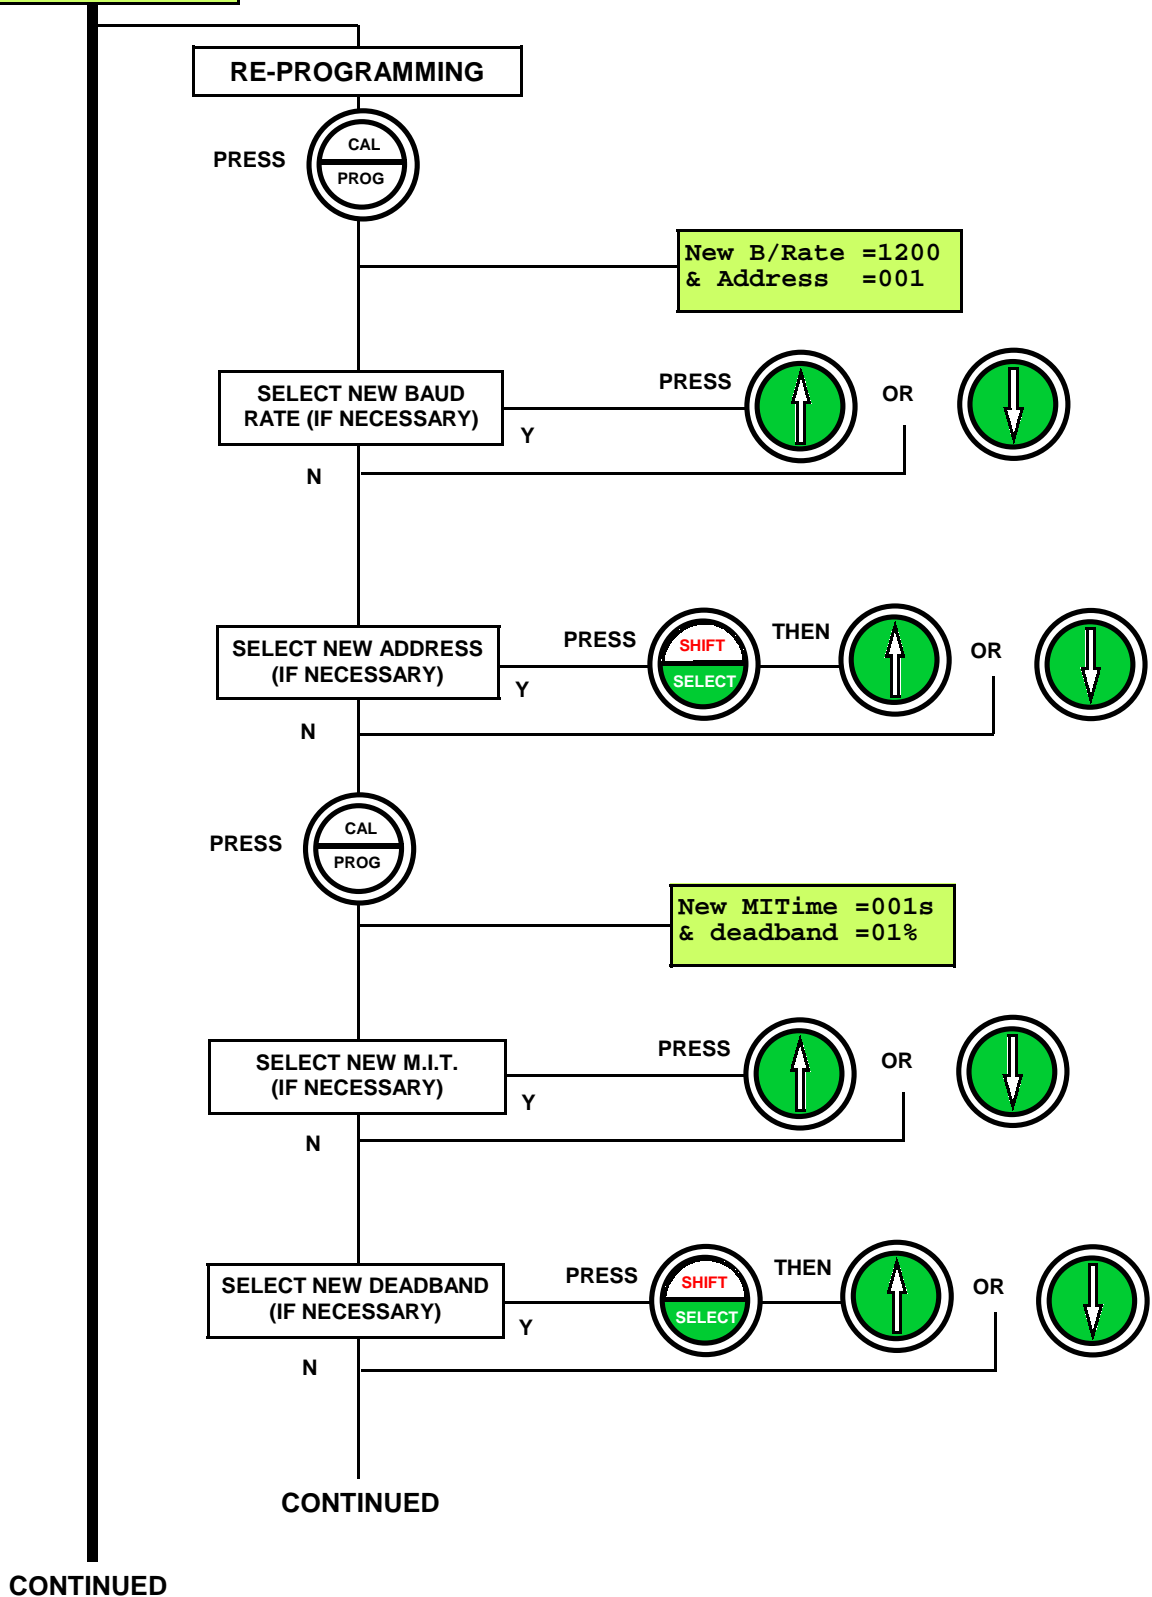 RE-PROGRAMMING
PRESS
CAL
PROG
New B/Rate =1200
& Address =001
SELECT NEW BAUD
RATE (IF NECESSARY)
Y
PRESS
OR
N
SELECT NEW ADDRESS
(IF NECESSARY)
Y
PRESS
SHIFT
SELECT
THEN
OR
N
PRESS
CAL
PROG
New MITime =001s
& deadband =01%
SELECT NEW M.I.T.
(IF NECESSARY)
Y
PRESS
OR
N
SELECT NEW DEADBAND
(IF NECESSARY)
Y
PRESS
SHIFT
SELECT
THEN
OR
N
CONTINUED
CONTINUED